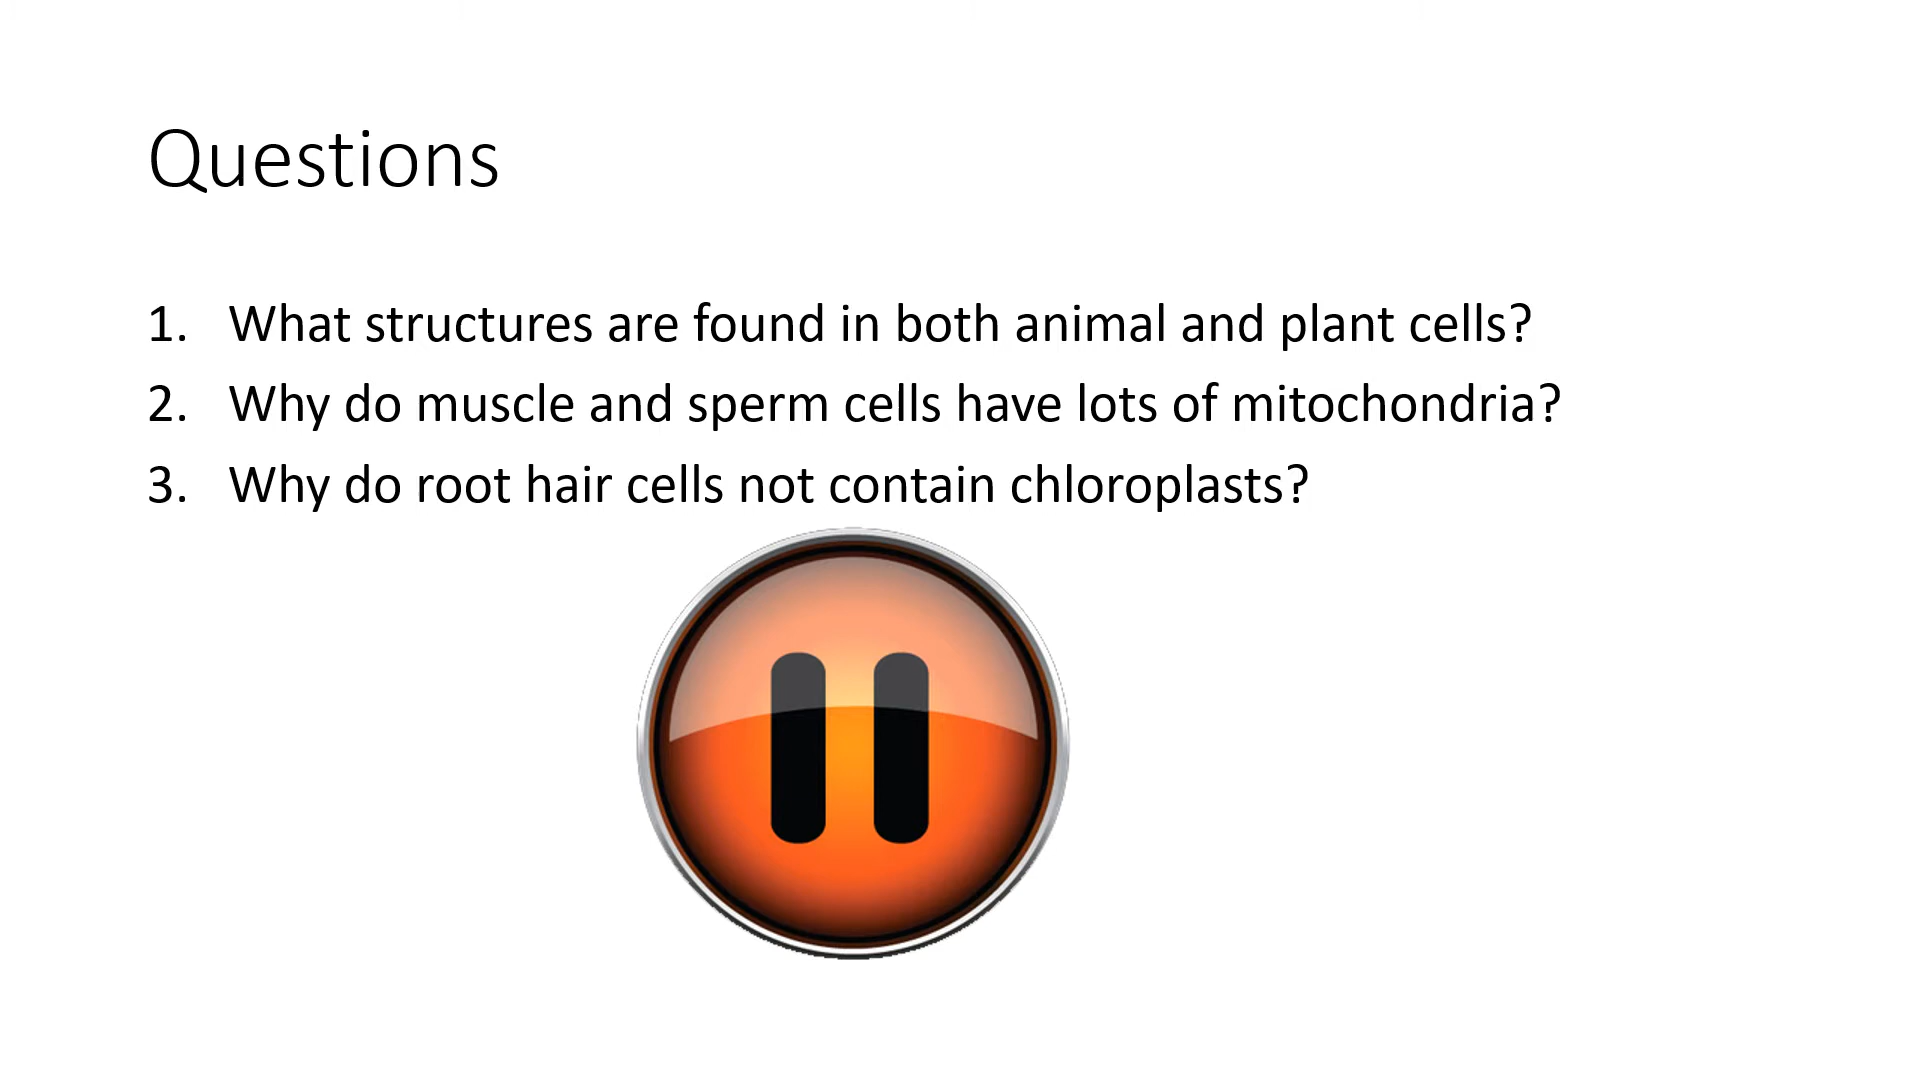 Questions
1. What structures are found in both animal and plant cells?
2. Why do muscle and sperm cells have lots of mitochondria?
3. Why do root hair cells not contain chloroplasts?